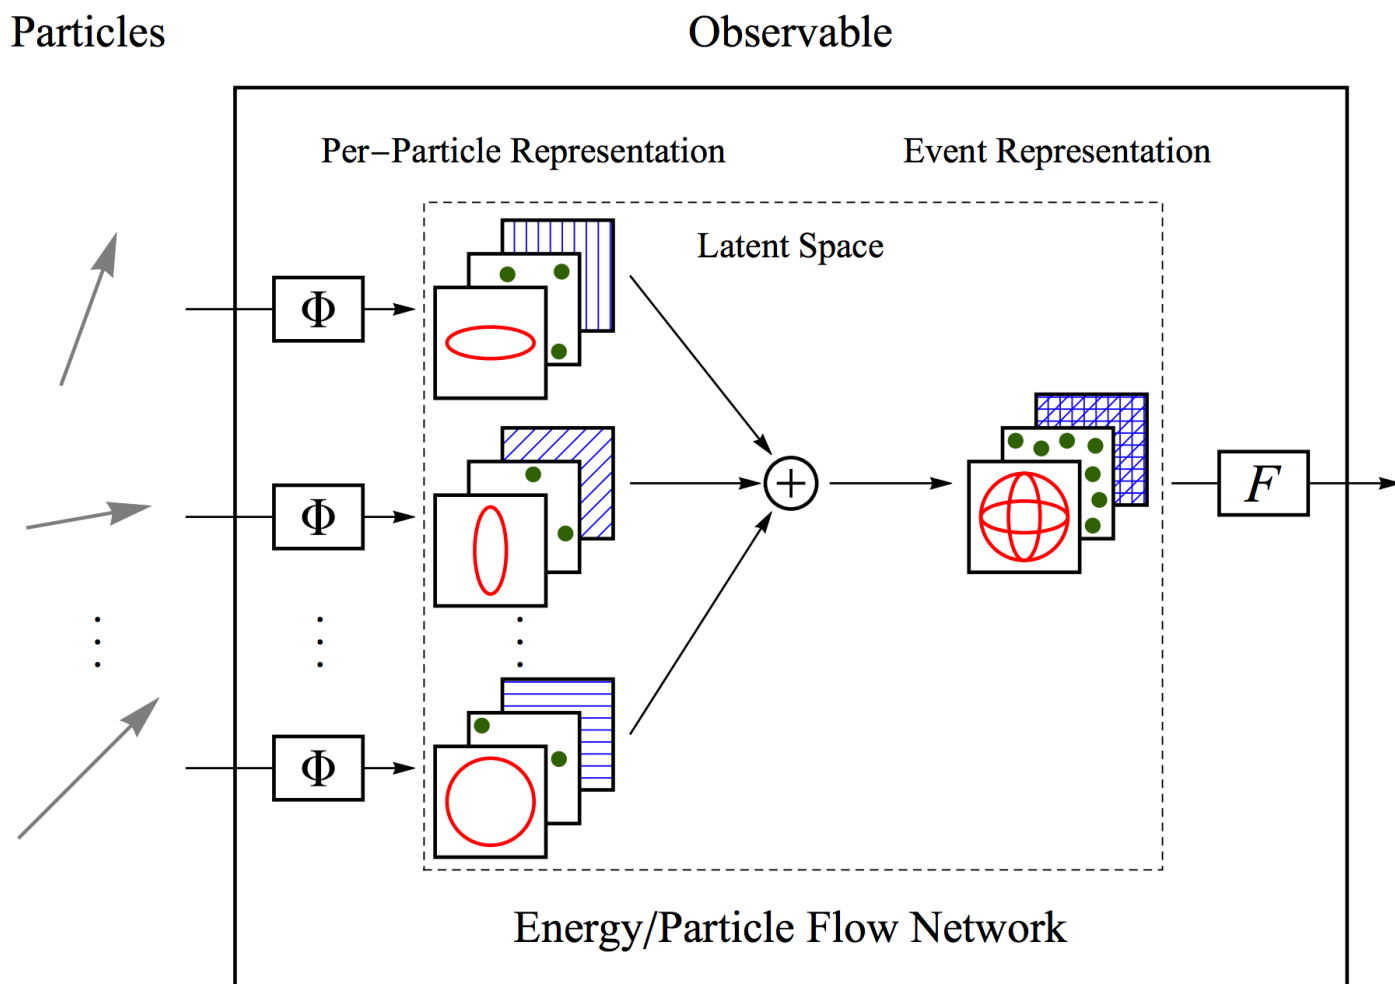 Particles
Observable
Per−Particle Representation
Event Representation
Latent Space
Φ
Φ
F
Φ
Energy/Particle Flow Network